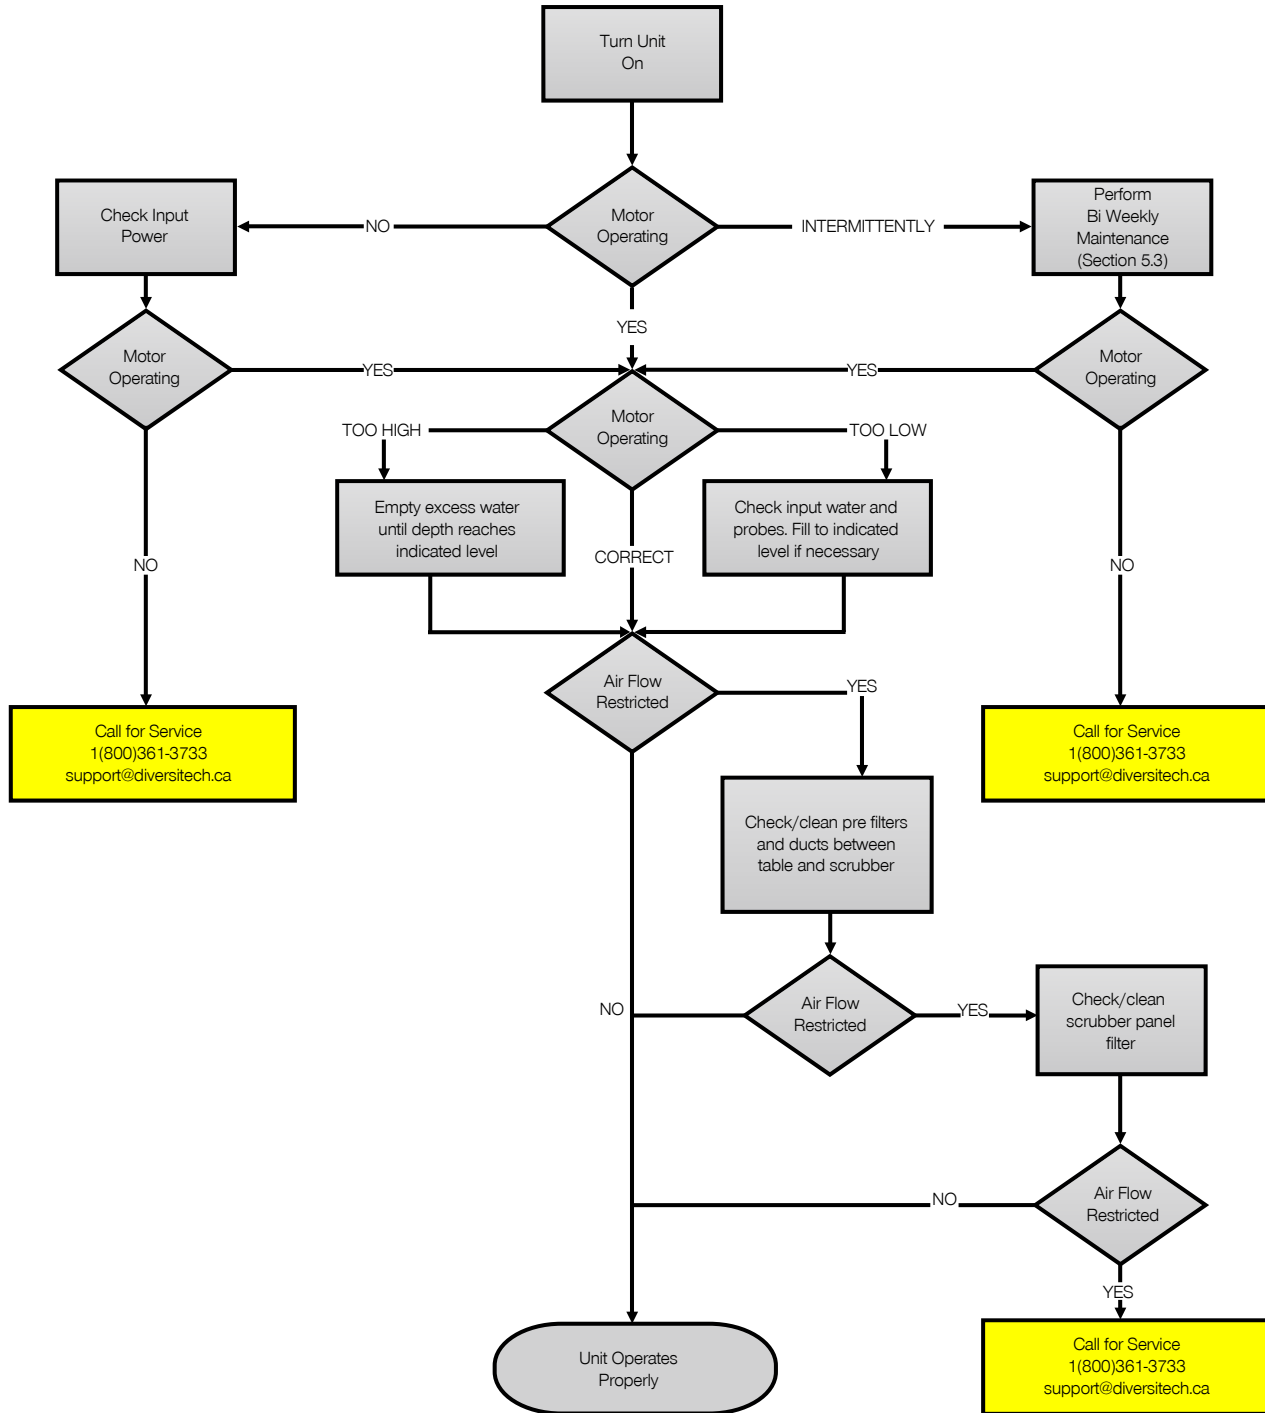 Turn Unit
On
Check Input
Power
NO
Motor
Operating
INTERMITTENTLY
Perform
Bi Weekly
Maintenance
(Section 5.3)
YES
Motor
Operating
YES
YES
Motor
Operating
TOO HIGH
Motor
Operating
TOO LOW
Empty excess water
until depth reaches
indicated level
Check input water and
probes. Fill to indicated
level if necessary
NO
CORRECT
NO
Air Flow
Restricted
YES
Call for Service
1(800)361-3733
support@diversitech.ca
Call for Service
1(800)361-3733
support@diversitech.ca
Check/clean pre filters
and ducts between
table and scrubber
NO
Air Flow
Restricted
YES
Check/clean
scrubber panel
filter
NO
Air Flow
Restricted
YES
Unit Operates
Properly
Call for Service
1(800)361-3733
support@diversitech.ca